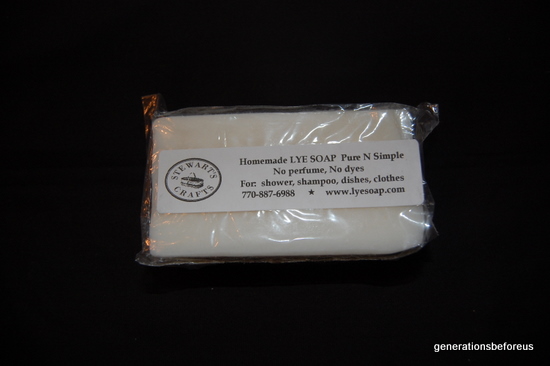 STEWART'S
CRAFTS
Homemade LYE SOAP Pure N Simple
No perfume, No dyes
For: shower, shampoo, dishes, clothes
770-887-6988 ★ www.lyesoap.com
generationsbeforeus